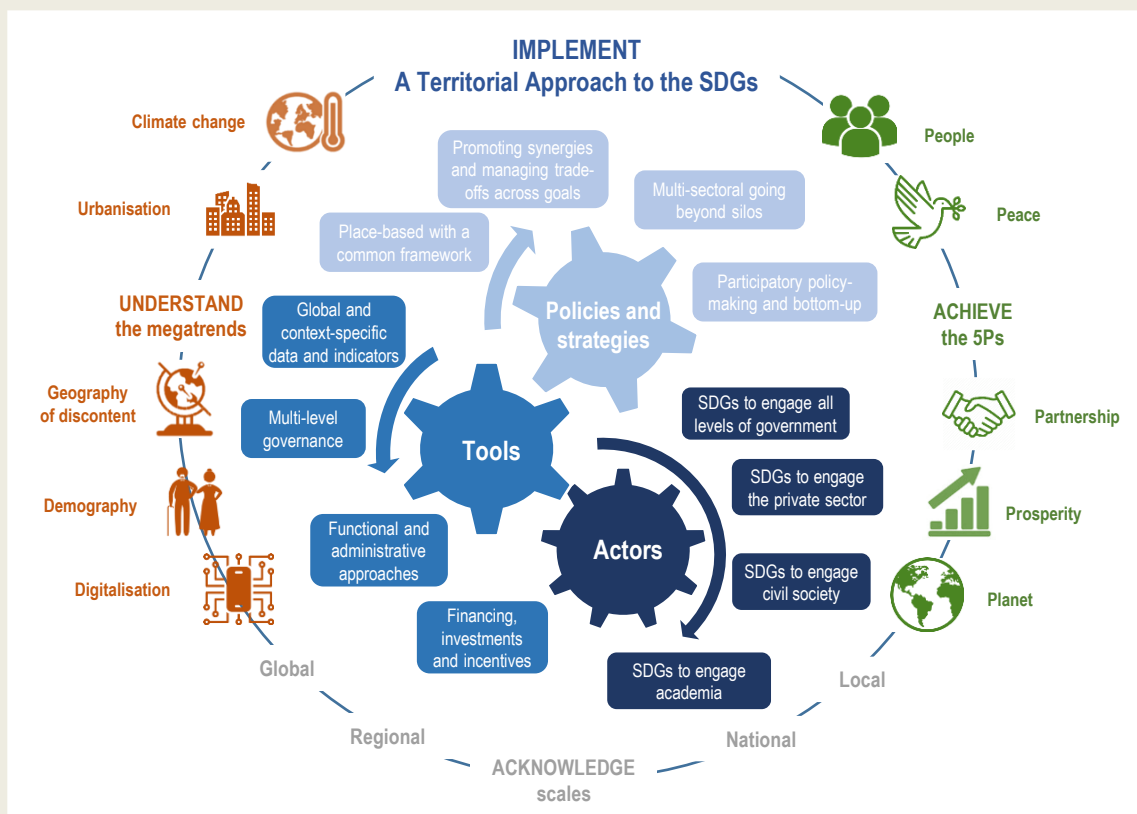 IMPLEMENT
A Territorial Approach to the SDGs
Climate change
Urbanisation
UNDERSTAND
the megatrends
Geography
of discontent
Demography
Digitalisation
Promoting synergies
and managing trade-
offs across goals
Multi-sectoral going
beyond silos
Place-based with a
common framework
Participatory policy-
making and bottom-up
Policies and
strategies
Global and
context-specific
data and indicators
Multi-level
governance
Tools
Functional and
administrative
approaches
Financing,
investments
and incentives
SDGs to engage all
levels of government
SDGs to engage
the private sector
Actors
SDGs to engage
civil society
SDGs to engage
academia
People
Peace
ACHIEVE
the 5Ps
Partnership
Prosperity
Planet
Global
Regional
ACKNOWLEDGE
scales
National
Local